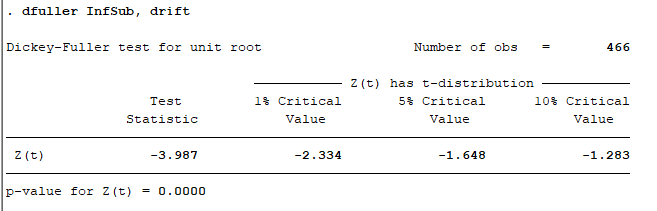 . dfuller InfSub, drift
Dickey-Fuller test for unit root Number of obs = 466
Z(t) has t-distribution
Test 1% Critical 5% Critical 10% Critical
Statistic Value Value Value
Z(t) -3.987 -2.334 -1.648 -1.283
p-value for Z(t) = 0.0000